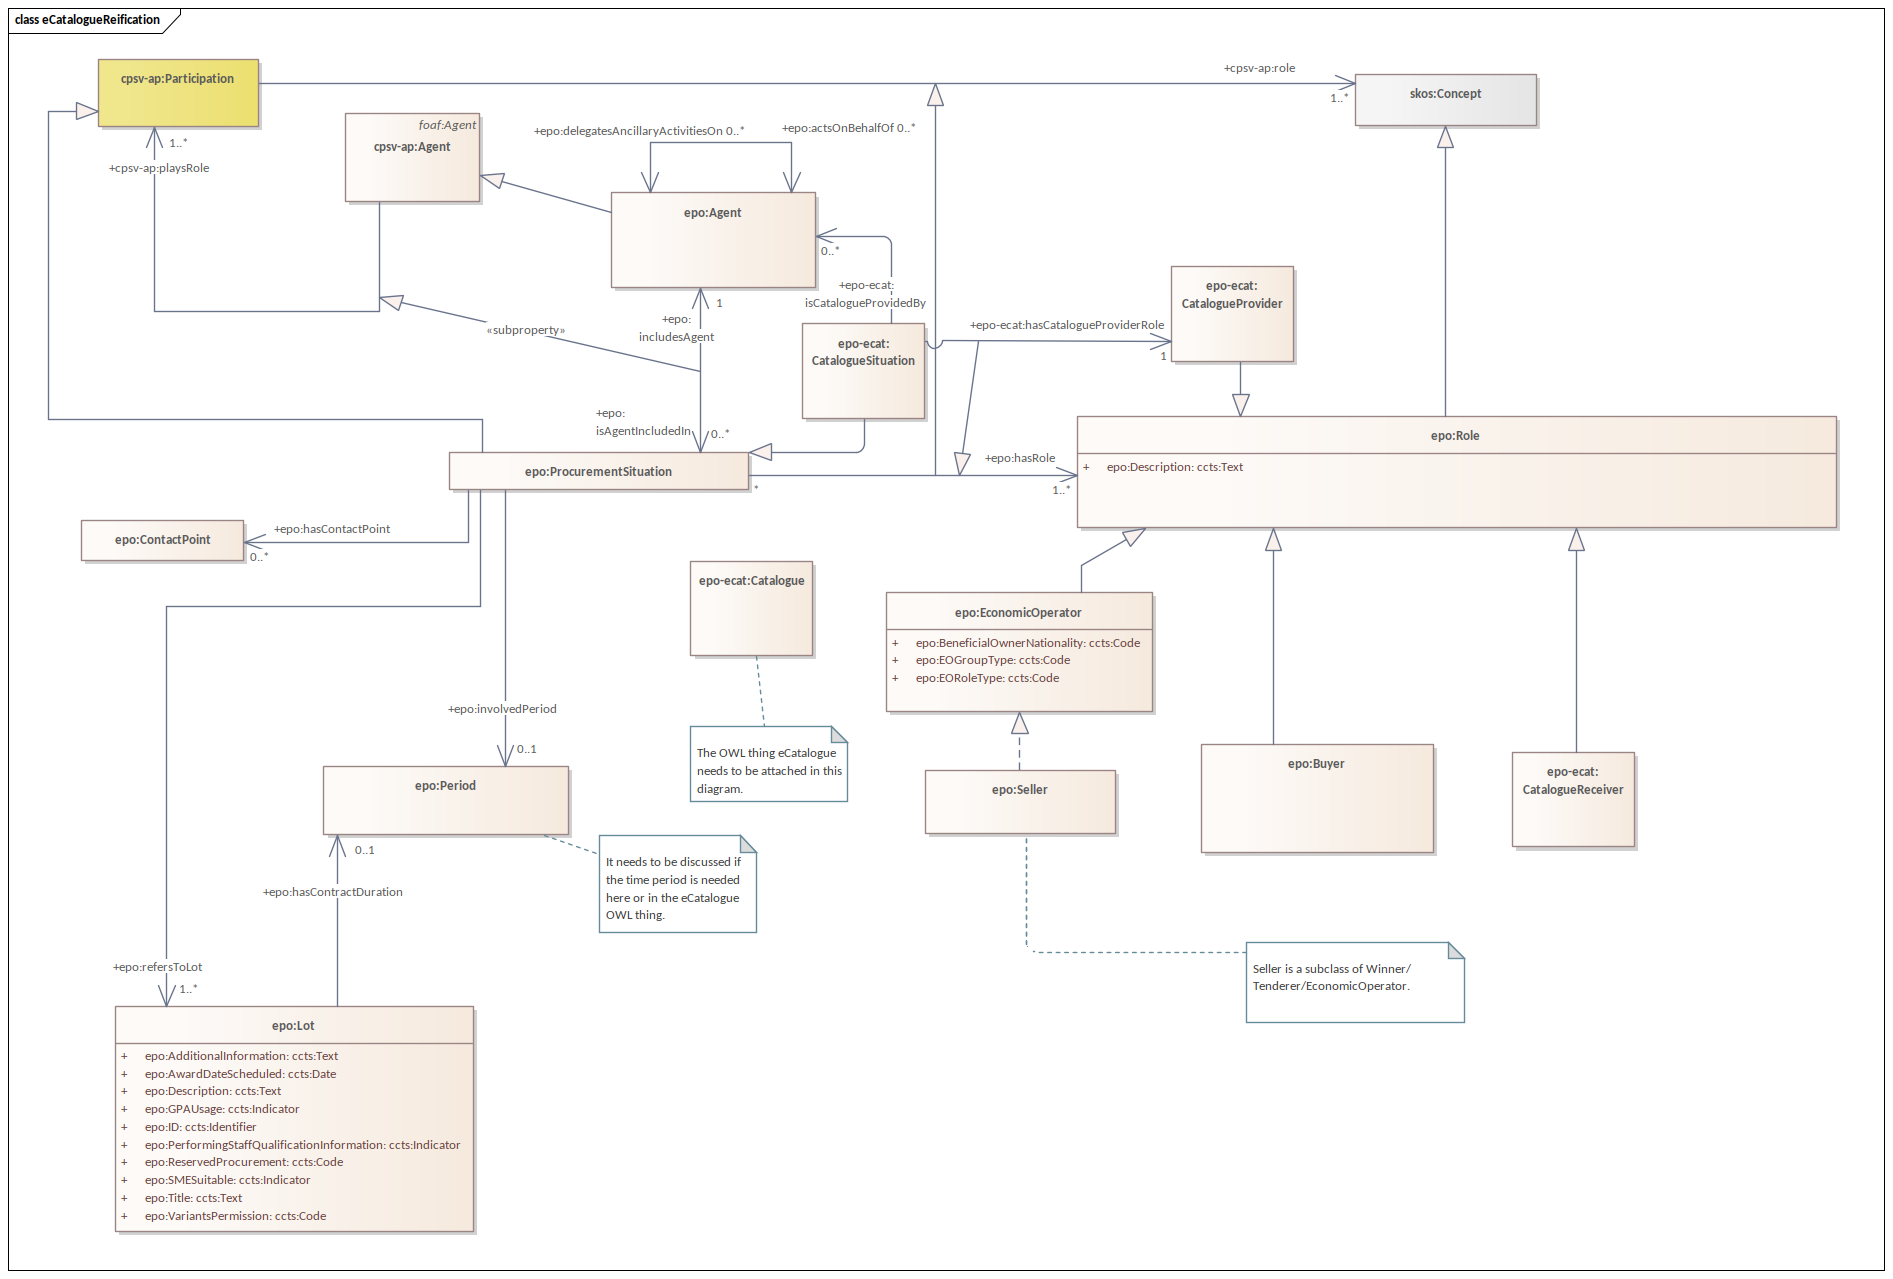 class eCatalogueReification
cpsv-ap:Participation
+cpsv-ap:role
1..*
skos:Concept
foaf:Agent
cpsv-ap:Agent
+epo:delegatesAncillaryActivitiesOn 0..*
+epo:actsOnBehalfOf 0..*
1..*
+cpsv-ap:playsRole
epo:Agent
0..*
+epo-ecat:
isCatalogueProvidedBy
epo-ecat:
CatalogueProvider
1
+epo:
includesAgent
«subproperty»
+epo-ecat:hasCatalogueProviderRole
1
epo-ecat:
CatalogueSituation
+epo:
isAgentIncludedIn
0..*
epo:Role
+ epo:Description: ccts:Text
epo:ProcurementSituation
*
+epo:hasRole
1..*
epo:ContactPoint
+epo:hasContactPoint
0..*
epo-ecat:Catalogue
epo:EconomicOperator
+ epo:BeneficialOwnerNationality: ccts:Code
+ epo:EOGroupType: ccts:Code
+ epo:EORoleType: ccts:Code
+epo:involvedPeriod
0..1
The OWL thing eCatalogue
needs to be attached in this
diagram.
epo:Period
epo:Seller
epo:Buyer
epo-ecat:
CatalogueReceiver
0..1
+epo:hasContractDuration
It needs to be discussed if
the time period is needed
here or in the eCatalogue
OWL thing.
+epo:refersToLot
1..*
Seller is a subclass of Winner/
Tenderer/EconomicOperator.
epo:Lot
+ epo:AdditionalInformation: ccts:Text
+ epo:AwardDateScheduled: ccts:Date
+ epo:Description: ccts:Text
+ epo:GPAUsage: ccts:Indicator
+ epo:ID: ccts:Identifier
+ epo:PerformingStaffQualificationInformation: ccts:Indicator
+ epo:ReservedProcurement: ccts:Code
+ epo:SMESuitable: ccts:Indicator
+ epo:Title: ccts:Text
+ epo:VariantsPermission: ccts:Code